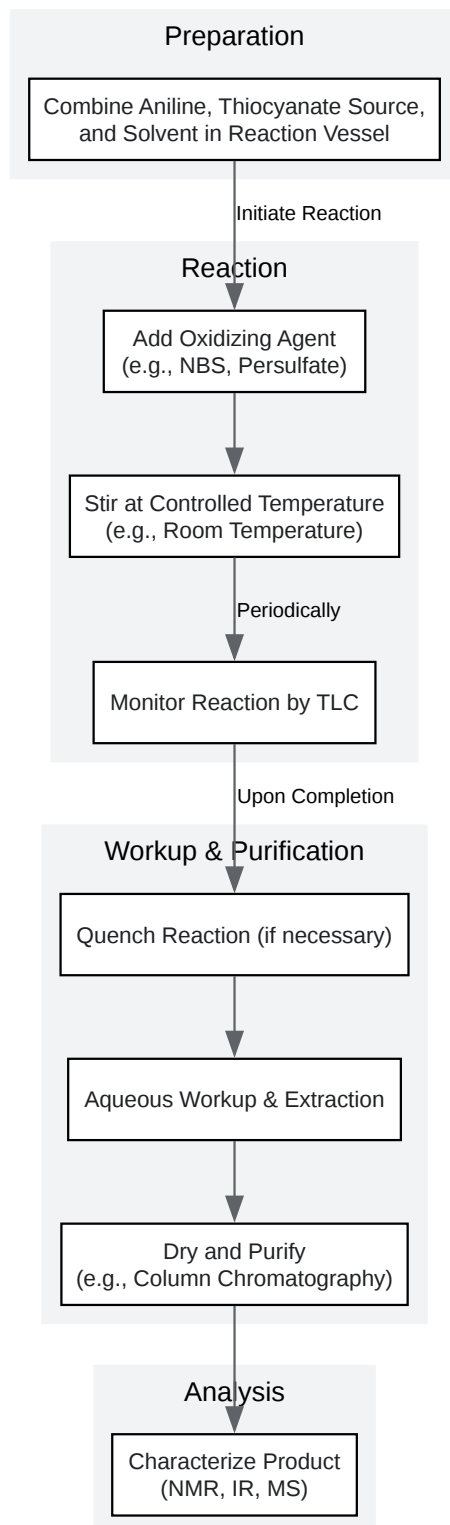 Preparation
Combine Aniline, Thiocyanate Source,
and Solvent in Reaction Vessel
Initiate Reaction
Reaction
Add Oxidizing Agent
(e.g., NBS, Persulfate)
Stir at Controlled Temperature
(e.g., Room Temperature)
Periodically
Monitor Reaction by TLC
Upon Completion
Workup & Purification
Quench Reaction (if necessary)
Aqueous Workup & Extraction
Dry and Purify
(e.g., Column Chromatography)
Analysis
Characterize Product
(NMR, IR, MS)